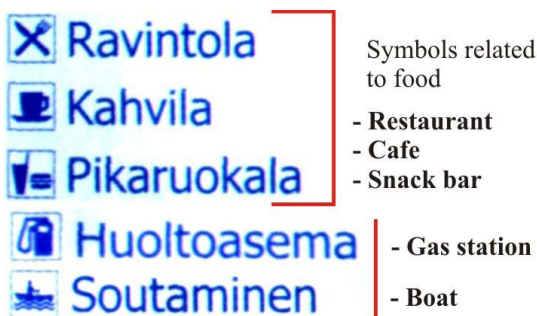 Ravintola
Kahvila
Pikaruokala
Huoltoasema
Soutaminen
Symbols related
to food
- Restaurant
- Cafe
- Snack bar
- Gas station
- Boat